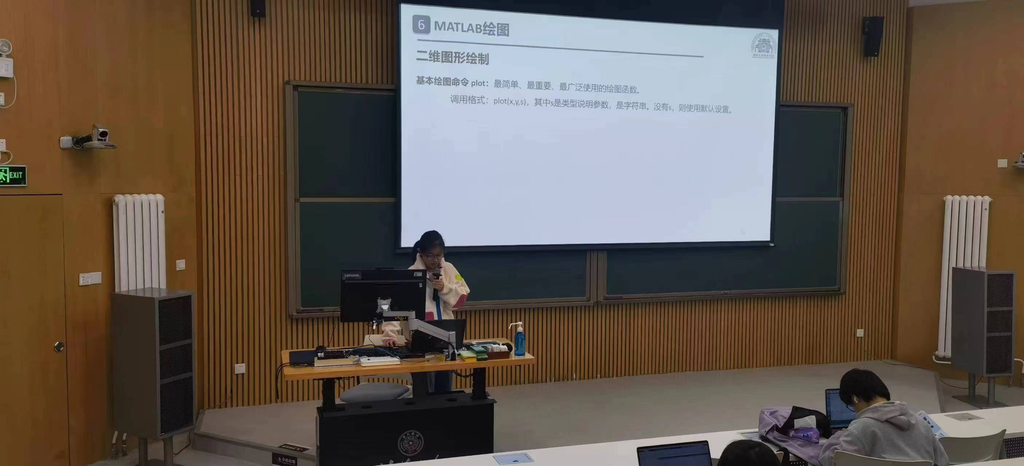 6 MATLAB绘图
二维图形绘制
基本绘图命令 plot：最简单、最重要、最广泛使用的绘图函数。
调用格式：plot(x,y,s)，其中s是类型说明参数，是字符串。没有s，则使用默认设置。
EXIT
Lenovo